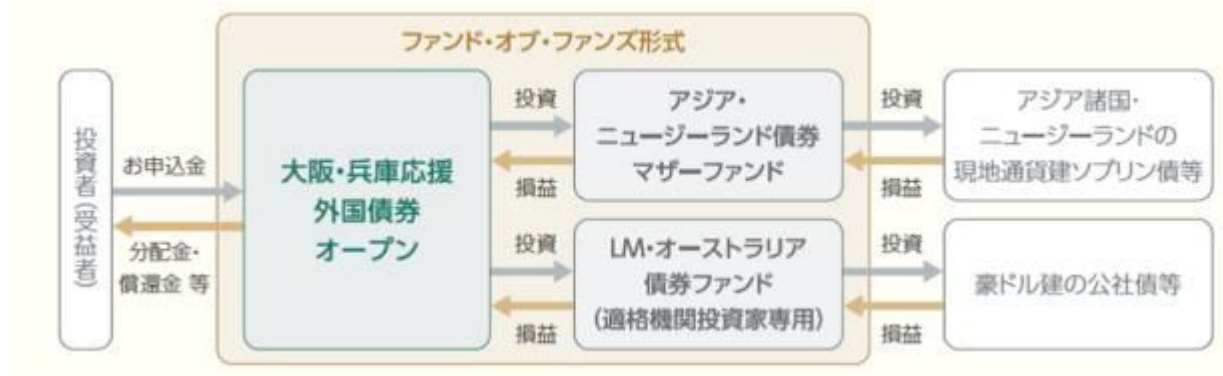 ファンド・オブ・ファンズ形式
投資者(受益者)
お申込金
分配金・
償還金 等
大阪・兵庫応援
外国債券
オープン
投資
損益
アジア・
ニュージーランド債券
マザーファンド
投資
損益
アジア諸国・
ニュージーランドの
現地通貨建ソブリン債等
投資
損益
LM・オーストラリア
債券ファンド
(適格機関投資家専用)
投資
損益
豪ドル建の公社債等